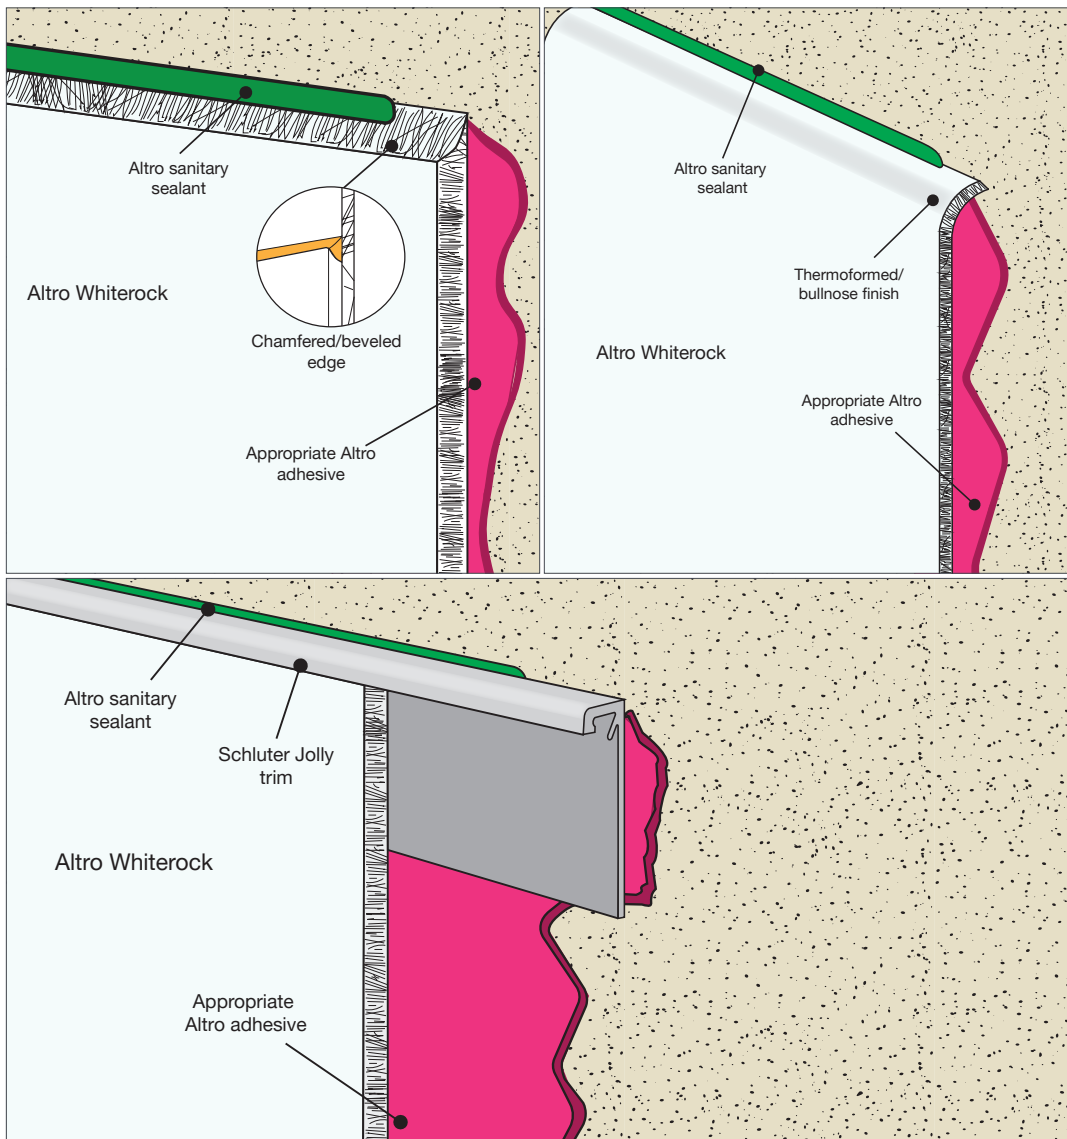 Altro sanitary
sealant
Altro Whiterock
Chamfered/beveled
edge
Appropriate Altro
adhesive
Altro sanitary
sealant
Thermoformed/
bullnose finish
Altro Whiterock
Appropriate Altro
adhesive
Altro sanitary
sealant
Schluter Jolly
trim
Altro Whiterock
Appropriate
Altro adhesive